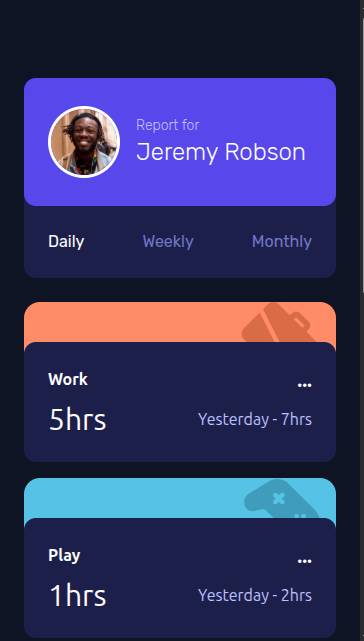 Report for
Jeremy Robson
Daily Weekly Monthly
Work ...
5hrs Yesterday - 7hrs
Play ...
1hrs Yesterday - 2hrs